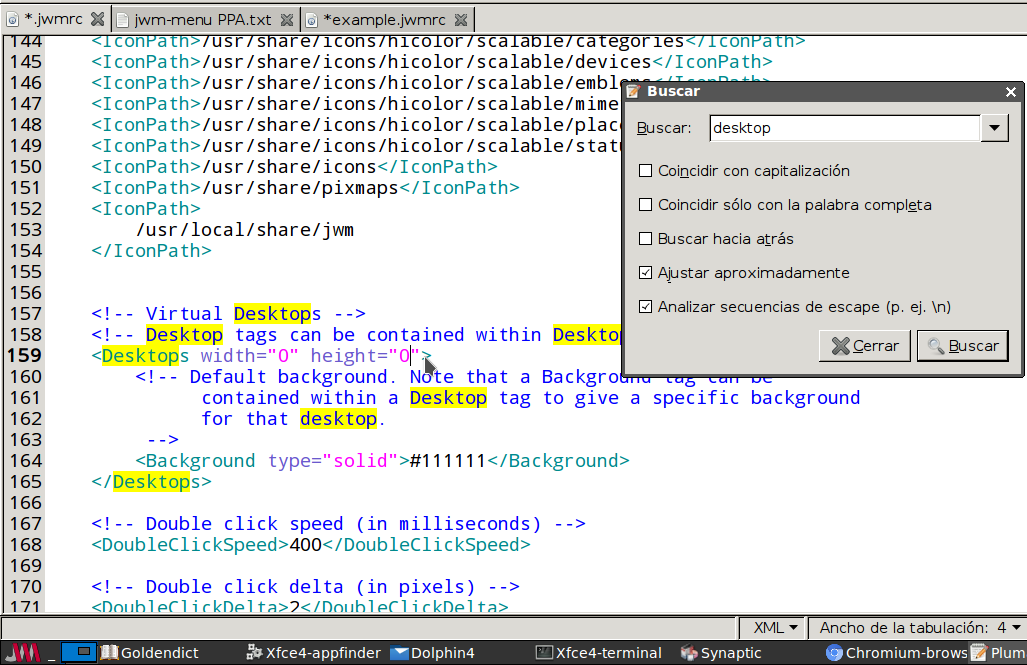 *.jwmrc
jwm-menu PPA.txt
*example.jwmrc
144 <IconPath>/usr/share/icons/hicolor/scalable/categories</IconPath>
145 <IconPath>/usr/share/icons/hicolor/scalable/devices</IconPath>
146 <IconPath>/usr/share/icons/hicolor/scalable/emblems</IconPath>
147 <IconPath>/usr/share/icons/hicolor/scalable/mime
148 <IconPath>/usr/share/icons/hicolor/scalable/place
149 <IconPath>/usr/share/icons/hicolor/scalable/statu
150 <IconPath>/usr/share/icons</IconPath>
151 <IconPath>/usr/share/pixmaps</IconPath>
152 <IconPath>
153 /usr/local/share/jwm
154 </IconPath>
155
156
157 <!-- Virtual Desktops -->
158 <!-- Desktop tags can be contained within Desktop
159 <Desktops width="0" height="0">
160 <!-- Default background. Note that a Background tag can be
161 contained within a Desktop tag to give a specific background
162 for that desktop.
163 -->
164 <Background type="solid">#111111</Background>
165 </Desktops>
166
167 <!-- Double click speed (in milliseconds) -->
168 <DoubleClickSpeed>400</DoubleClickSpeed>
169
170 <!-- Double click delta (in pixels) -->
171 <DoubleClickDelta>2</DoubleClickDelta>
Buscar
Buscar: desktop
Coincidir con capitalización
Coincidir sólo con la palabra completa
Buscar hacia atrás
Ajustar aproximadamente
Analizar secuencias de escape (p. ej. \n)
Cerrar
Buscar
XML
Ancho de la tabulación: 4
_ Goldendict
Xfce4-appfinder
Dolphin4
Xfce4-terminal
Synaptic
Chromium-brows
Plum